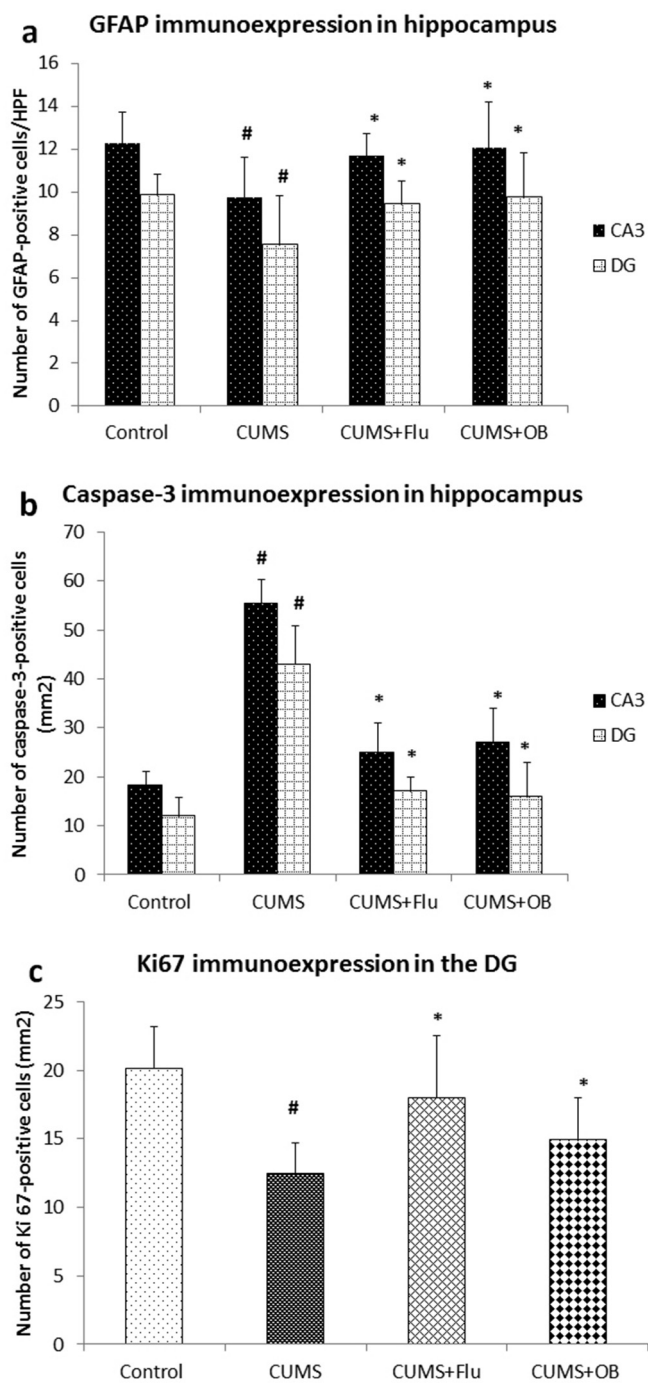 a
GFAP immunoexpression in hippocampus
Number of GFAP-positive cells/HPF
16
14
12
10
8
6
4
2
0
# # * * * *
Control CUMS CUMS+Flu CUMS+OB
CA3
DG
b
Caspase-3 immunoexpression in hippocampus
Number of caspase-3-positive cells
(mm2)
70
60
50
40
30
20
10
0
# # * * * *
Control CUMS CUMS+Flu CUMS+OB
CA3
DG
c
Ki67 immunoexpression in the DG
Number of Ki 67-positive cells (mm2)
25
20
15
10
5
0
# * *
Control CUMS CUMS+Flu CUMS+OB